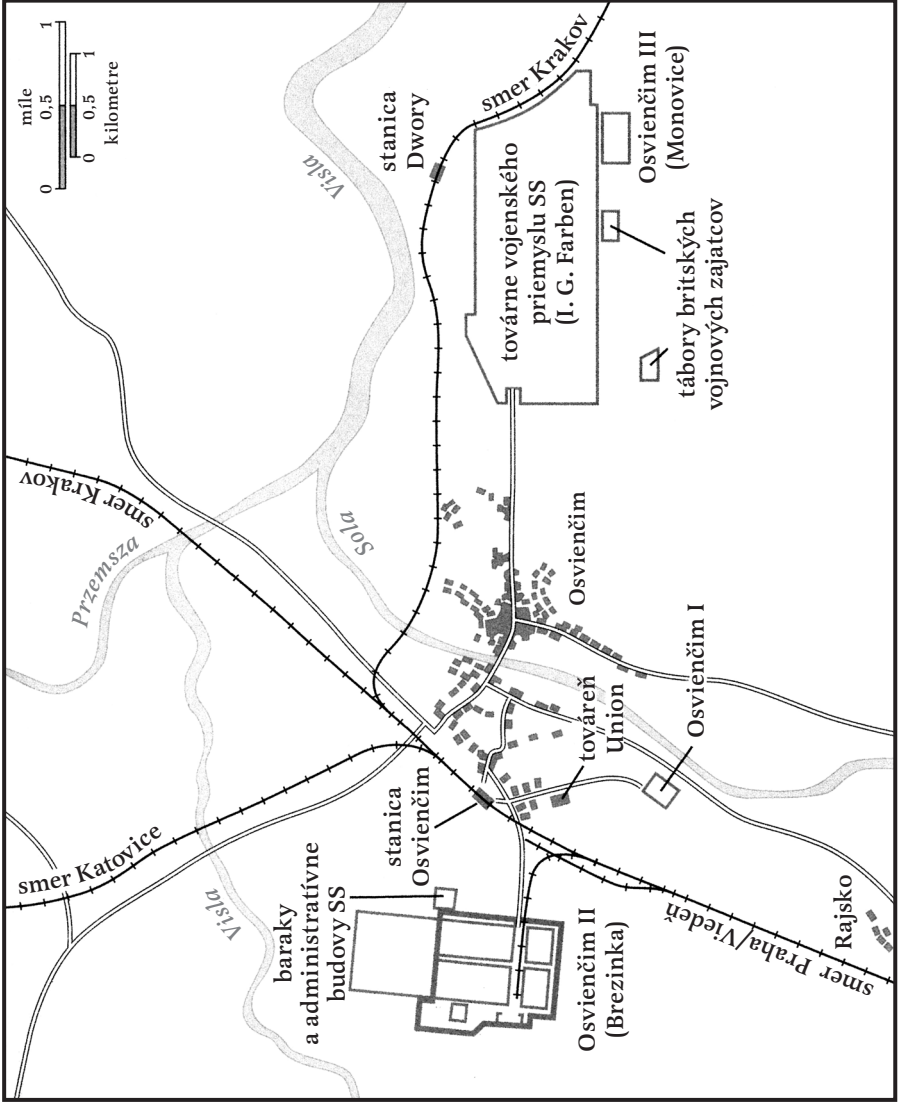 míle
0
0,5
1
0
0,5
1
kilometre
smer Katovice
Visla
baraky
a administratívne
budovy SS
Osvienčim II
(Brezinka)
stanica
Osvienčim
smer Praha/Viedeň
Rajsko
továreň
Union
Osvienčim I
Osvienčim
Przemsza
smer Krakov
Sola
Visla
stanica
Dwory
smer Krakov
továrne vojenského
priemyslu SS
(I. G. Farben)
Osvienčim III
(Monovice)
tábory britských
vojnových zajatcov